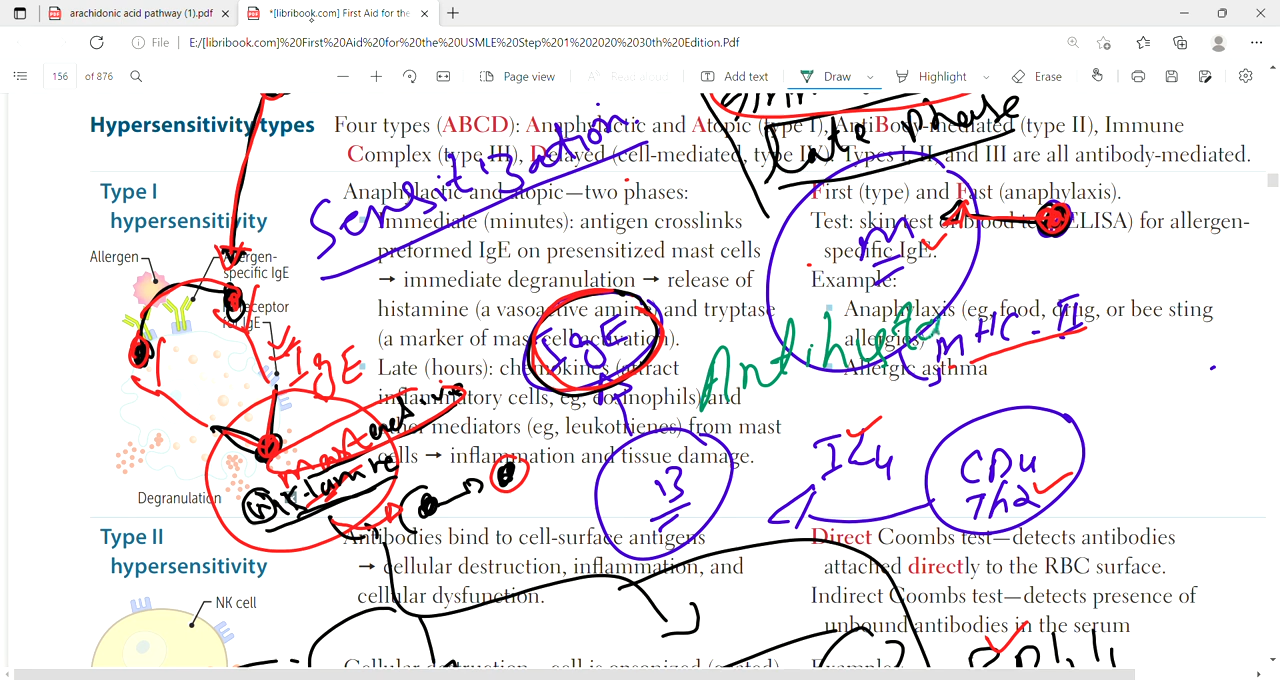 arachidonic acid pathway (1).pdf
*[libribook.com] First Aid for the
File E:/[libribook.com]%20First%20Aid%20for%20the%20USMLE%20Step%201%202020%2030th%20Edition.Pdf
156 of 876 Page view Read aloud Add text Draw Highlight Erase
Hypersensitivity types
Four types (ABCD): Anaphylactic and Atopic (type I), AntiBody-mediated (type II), Immune
Complex (type III), Delayed (cell-mediated, type IV). Types I, II, and III are all antibody-mediated.
late phase
Sensitization
Type I
hypersensitivity
Allergen
Allergen-
specific IgE
receptor
for IgE
Degranulation
Anaphylactic and atopic—two phases:
Immediate (minutes): antigen crosslinks
preformed IgE on presensitized mast cells
→ immediate degranulation → release of
histamine (a vasoactive amine) and tryptase
(a marker of mast cell activation).
Late (hours): chemokines (attract
inflammatory cells, eg, eosinophils) and
other mediators (eg, leukotrienes) from mast
cells → inflammation and tissue damage.
First (type) and Fast (anaphylaxis).
Test: skin test or blood test (ELISA) for allergen-
specific IgE.
Example:
Anaphylaxis (eg, food, drug, or bee sting
allergies)
Allergic asthma
m
MHC-II
IgE
IgE
IL4
CD4
Th2
B
Type II
hypersensitivity
NK cell
Antibodies bind to cell-surface antigens
→ cellular destruction, inflammation, and
cellular dysfunction.
Direct Coombs test—detects antibodies
attached directly to the RBC surface.
Indirect Coombs test—detects presence of
unbound antibodies in the serum
Cellular destruction—cell is opsonized (coated)
Examples: